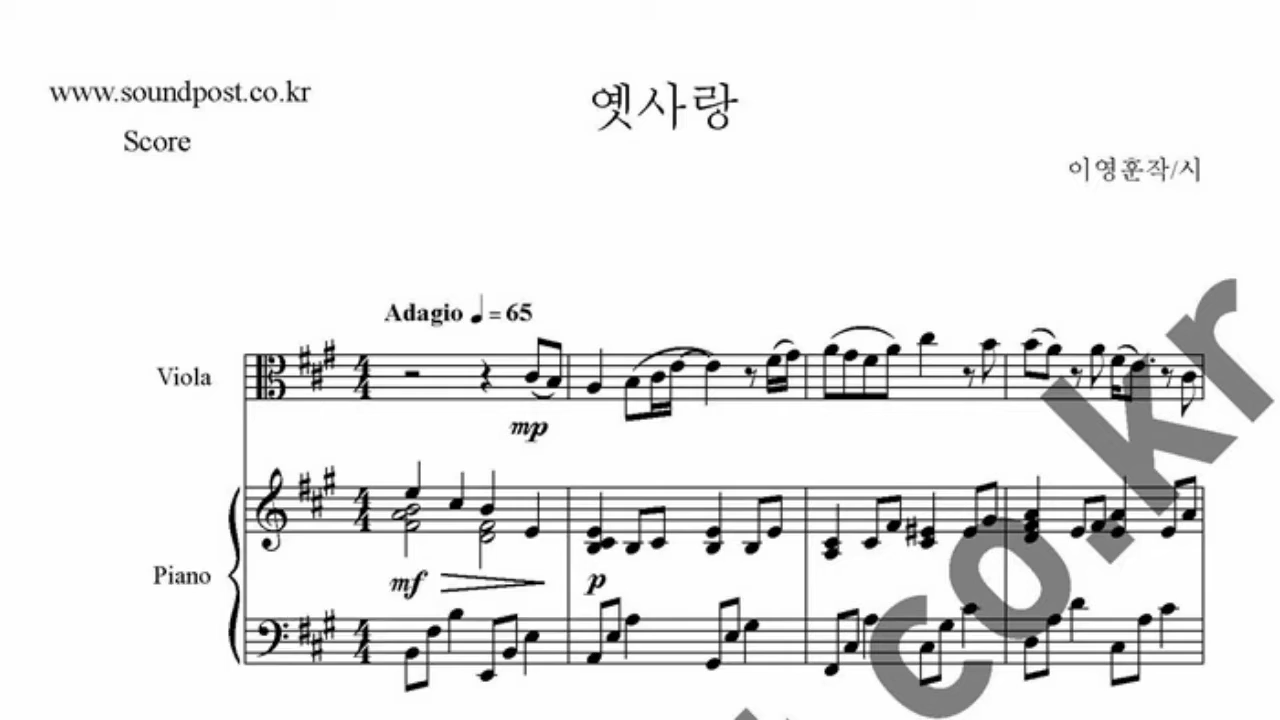 www.soundpost.co.kr
옛사랑
Score
이영훈작/시
Adagio ♩ = 65
Viola
mp
Piano
mf
p
co.kr